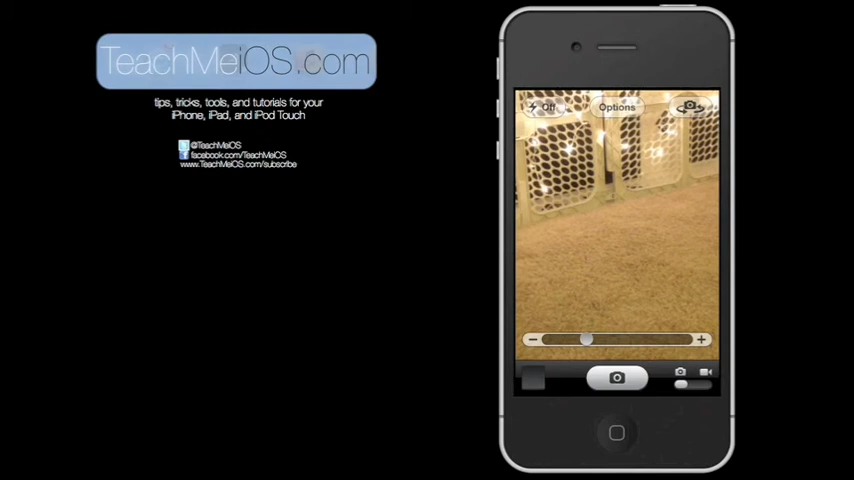 TeachMeiOS.com
tips, tricks, tools, and tutorials for your
iPhone, iPad, and iPod Touch
@TeachMeiOS
facebook.com/TeachMeiOS
www.TeachMeiOS.com/subscribe
Off
Options